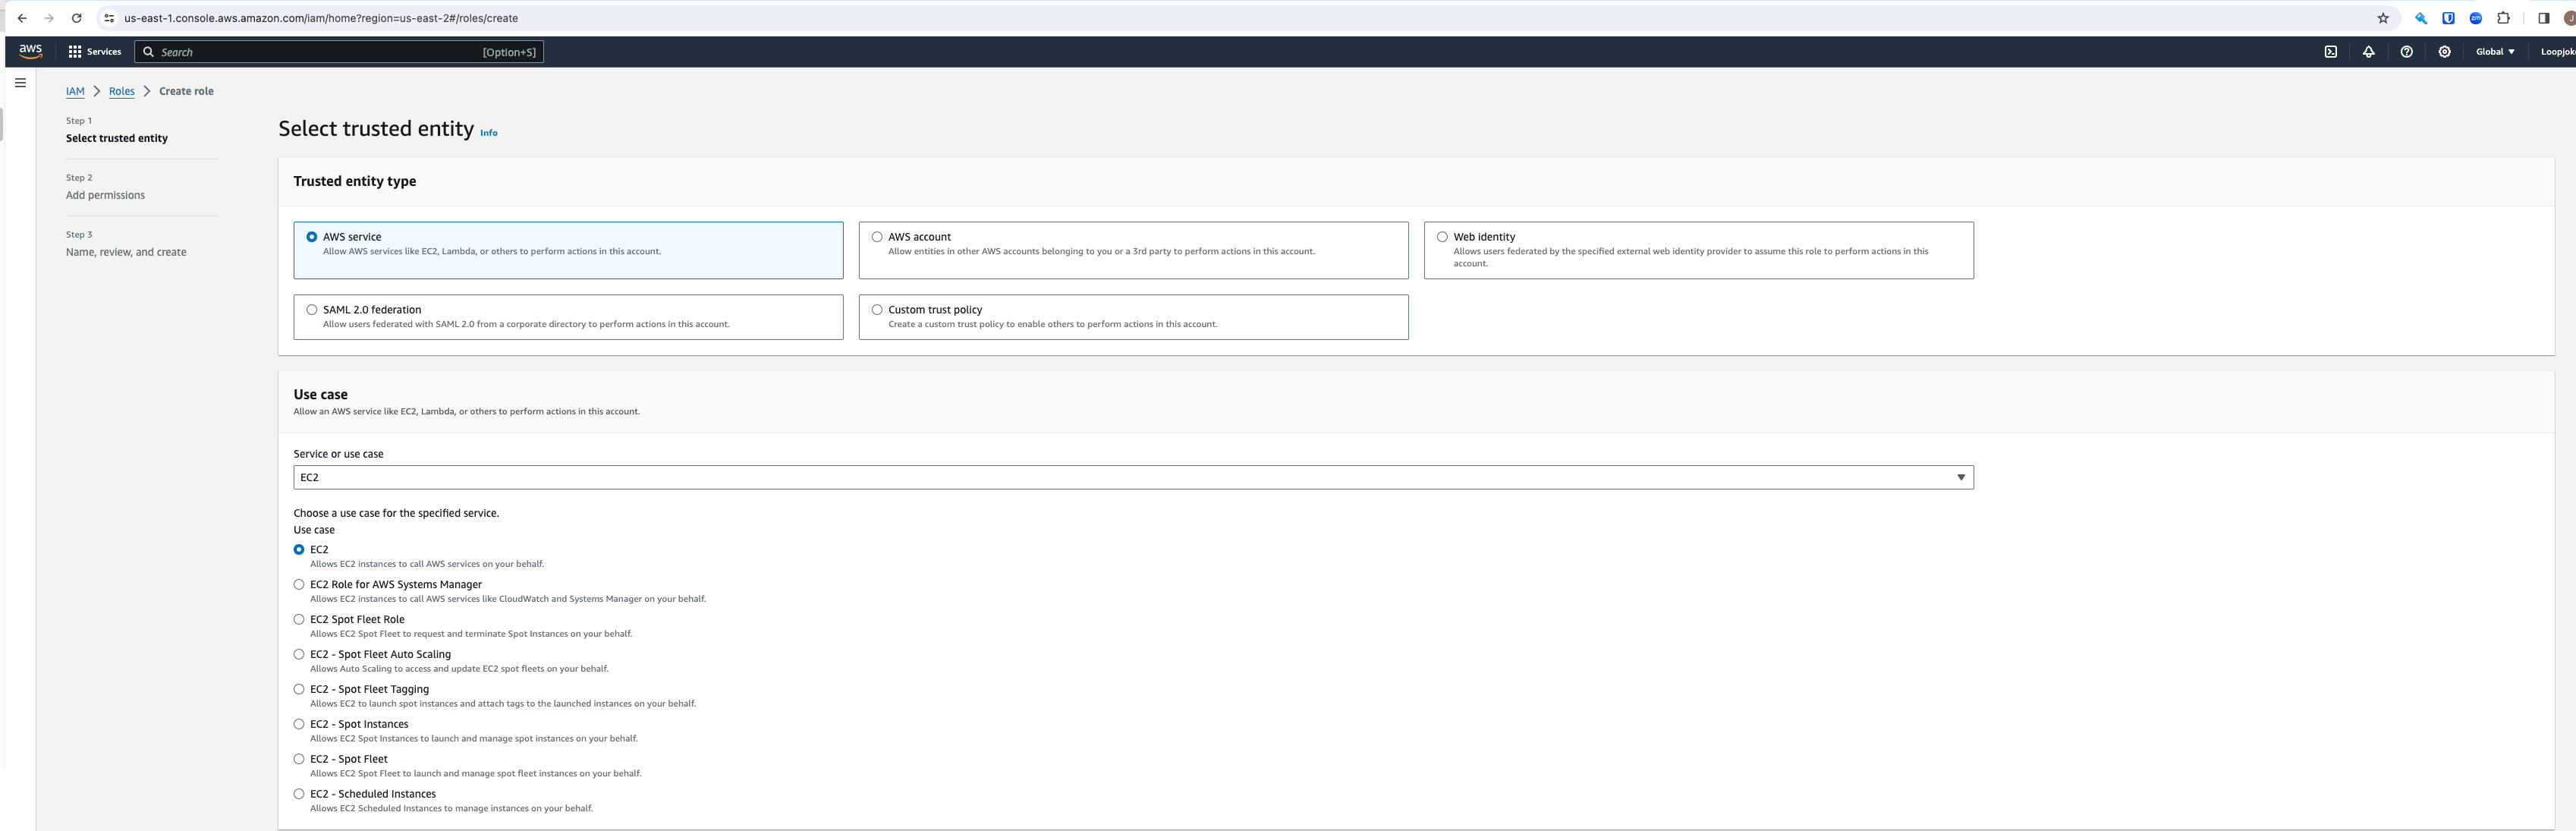 us-east-1.console.aws.amazon.com/iam/home?region=us-east-2#/roles/create
zm
J
aws
Services
Search
[Option+S]
Global
Loopjok
IAM
Roles
Create role
Step 1
Select trusted entity
Step 2
Add permissions
Step 3
Name, review, and create
Select trusted entity Info
Trusted entity type
AWS service
Allow AWS services like EC2, Lambda, or others to perform actions in this account.
AWS account
Allow entities in other AWS accounts belonging to you or a 3rd party to perform actions in this account.
Web identity
Allows users federated by the specified external web identity provider to assume this role to perform actions in this
account.
SAML 2.0 federation
Allow users federated with SAML 2.0 from a corporate directory to perform actions in this account.
Custom trust policy
Create a custom trust policy to enable others to perform actions in this account.
Use case
Allow an AWS service like EC2, Lambda, or others to perform actions in this account.
Service or use case
EC2
Choose a use case for the specified service.
Use case
EC2
Allows EC2 instances to call AWS services on your behalf.
EC2 Role for AWS Systems Manager
Allows EC2 instances to call AWS services like CloudWatch and Systems Manager on your behalf.
EC2 Spot Fleet Role
Allows EC2 Spot Fleet to request and terminate Spot Instances on your behalf.
EC2 - Spot Fleet Auto Scaling
Allows Auto Scaling to access and update EC2 spot fleets on your behalf.
EC2 - Spot Fleet Tagging
Allows EC2 to launch spot instances and attach tags to the launched instances on your behalf.
EC2 - Spot Instances
Allows EC2 Spot Instances to launch and manage spot instances on your behalf.
EC2 - Spot Fleet
Allows EC2 Spot Fleet to launch and manage spot fleet instances on your behalf.
EC2 - Scheduled Instances
Allows EC2 Scheduled Instances to manage instances on your behalf.